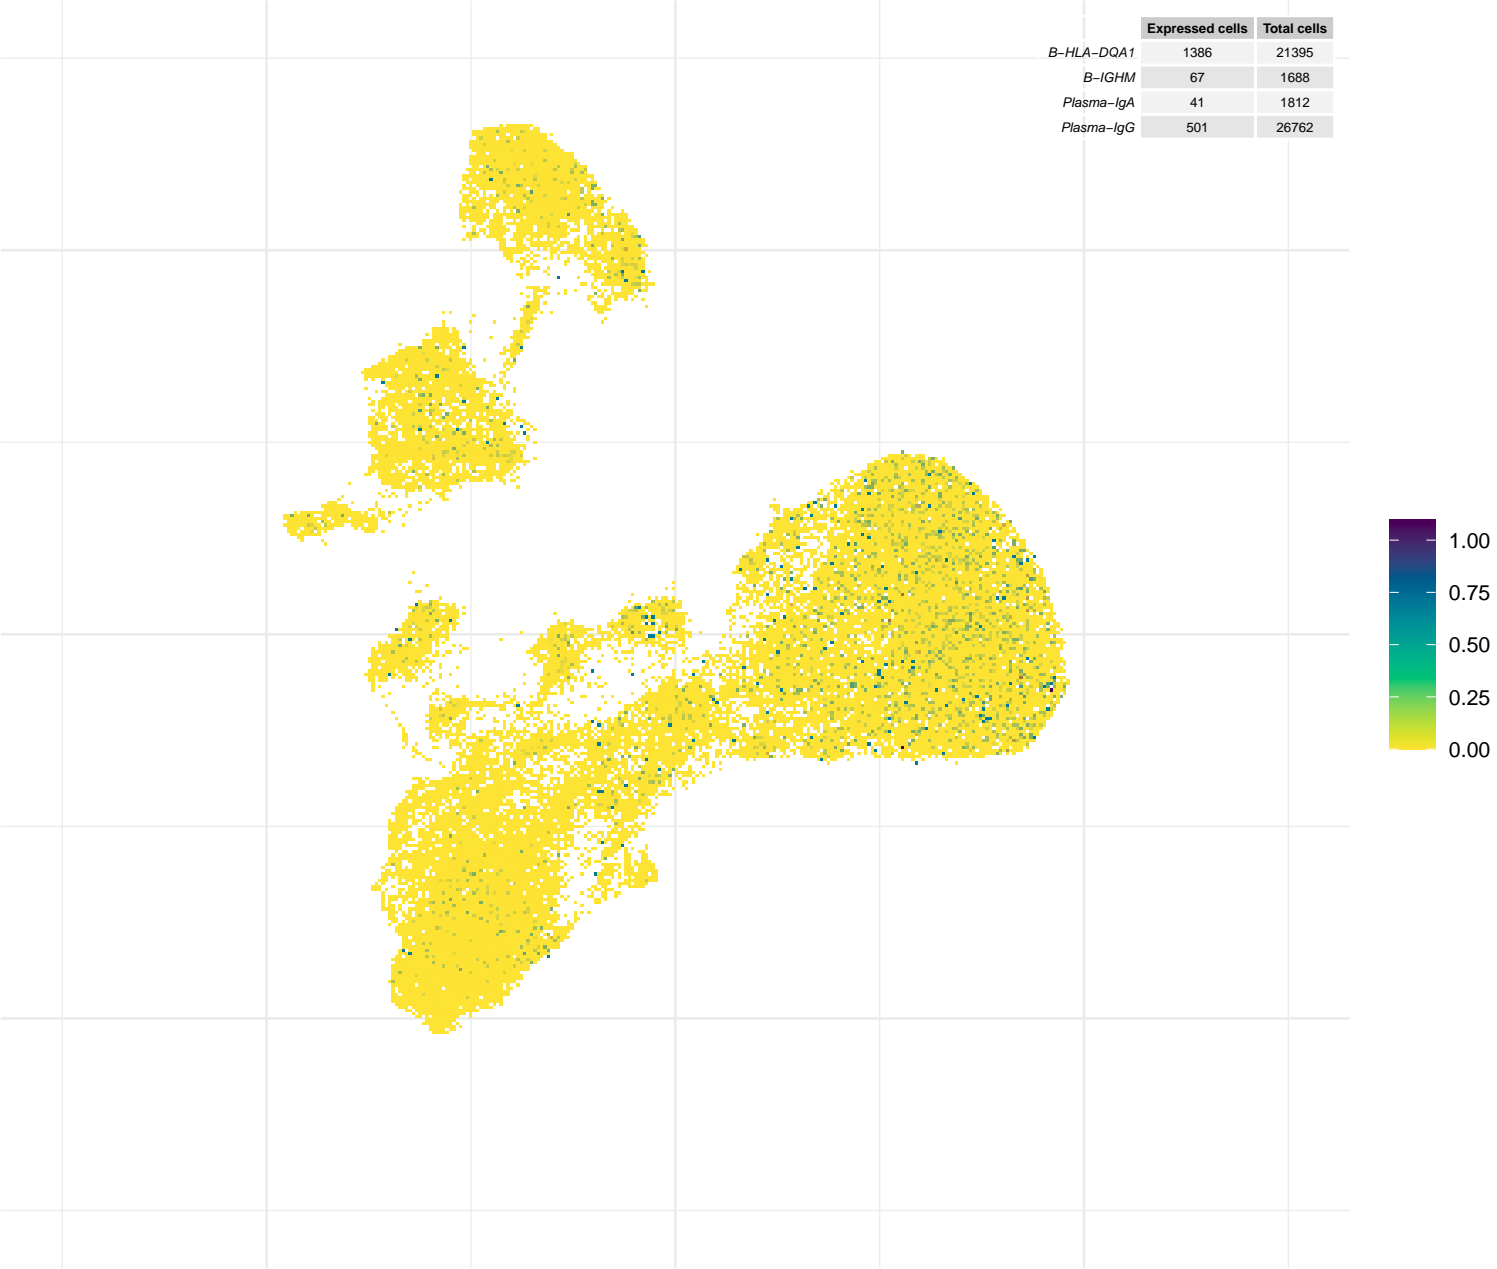 Expressed cells Total cells
B−HLA−DQA1 1386 21395
B−IGHM 67 1688
Plasma−IgA 41 1812
Plasma−IgG 501 26762
1.00
0.75
0.50
0.25
0.00